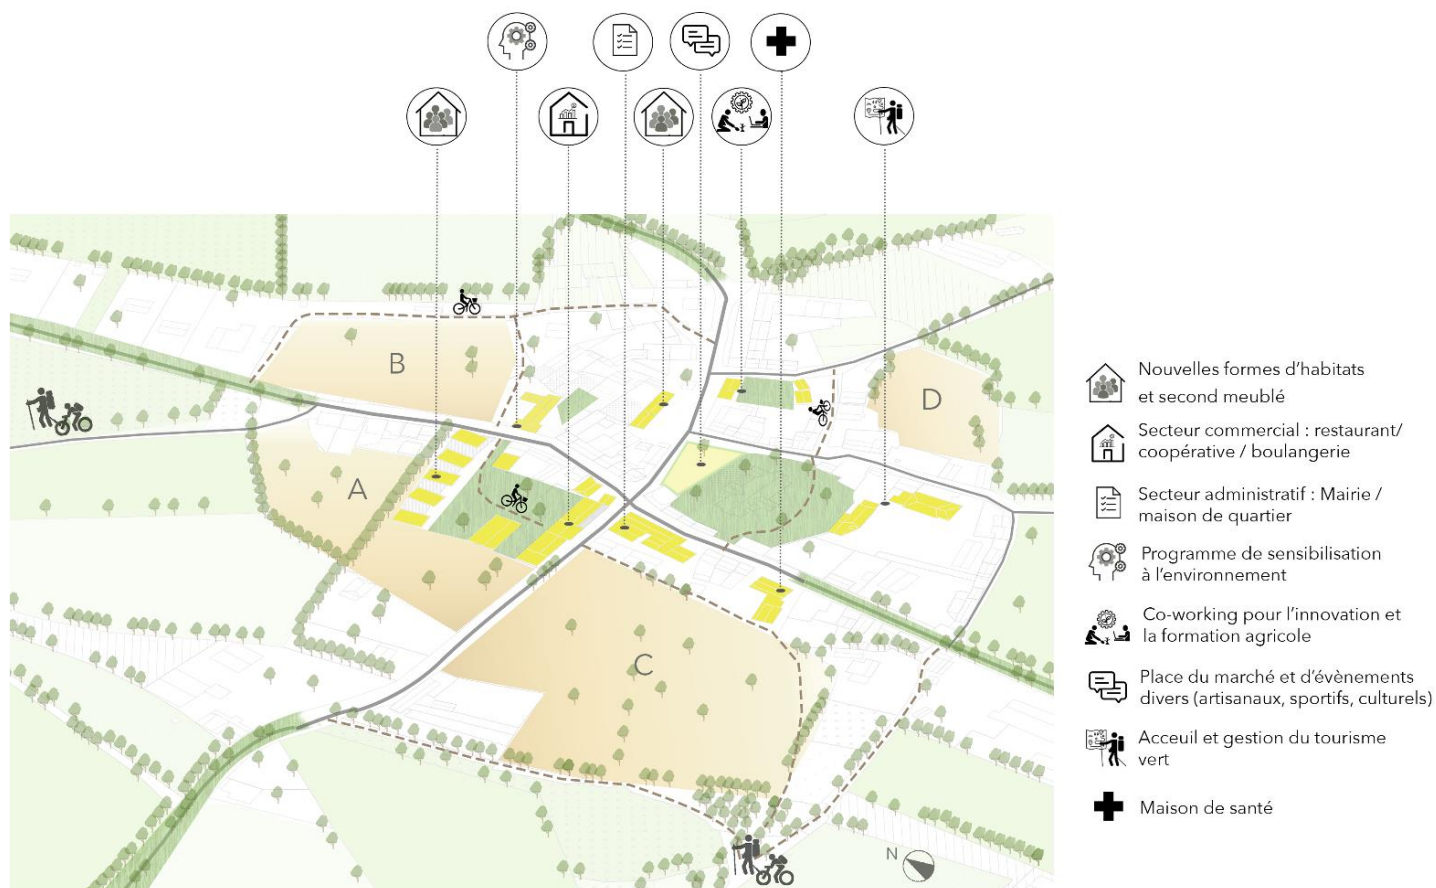 B
D
A
C
N
Nouvelles formes d’habitats
et second meublé
Secteur commercial : restaurant/
coopérative / boulangerie
Secteur administratif : Mairie /
maison de quartier
Programme de sensibilisation
à l’environnement
Co-working pour l’innovation et
la formation agricole
Place du marché et d’évènements
divers (artisanaux, sportifs, culturels)
Acceuil et gestion du tourisme
vert
Maison de santé